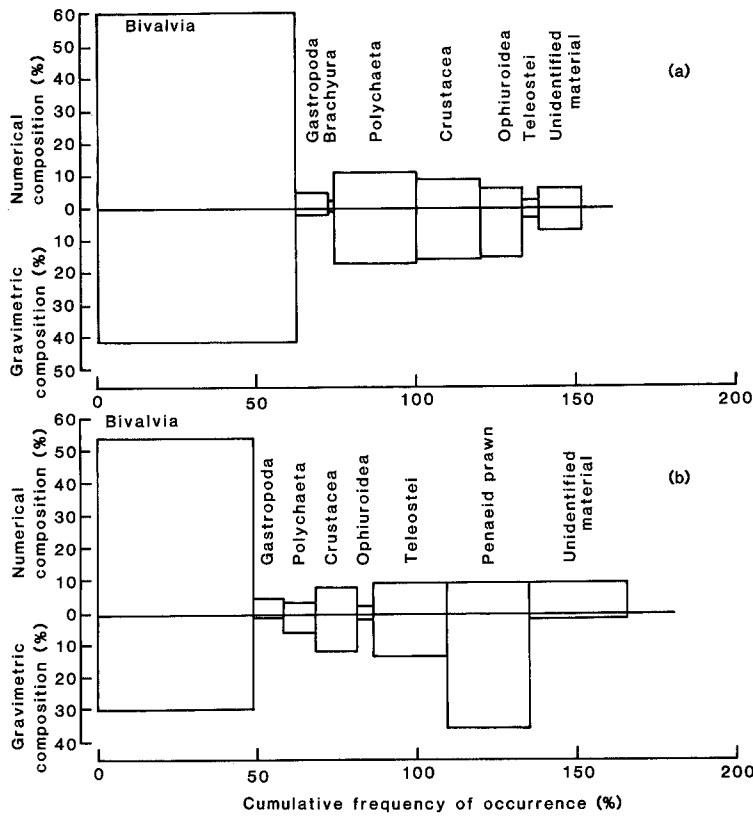 60
50
40
30
20
10
0
10
20
30
40
50
Numerical
composition (%)
Gravimetric
composition (%)
Bivalvia
Gastropoda
Brachyura
Polychaeta
Crustacea
Ophiuroidea
Teleostei
Unidentified
material
(a)
0
50
100
150
200
60
50
40
30
20
10
0
10
20
30
40
Numerical
composition (%)
Gravimetric
composition (%)
Bivalvia
Gastropoda
Polychaeta
Crustacea
Ophiuroidea
Teleostei
Penaeid prawn
Unidentified
material
(b)
0
50
100
150
200
Cumulative frequency of occurrence (%)